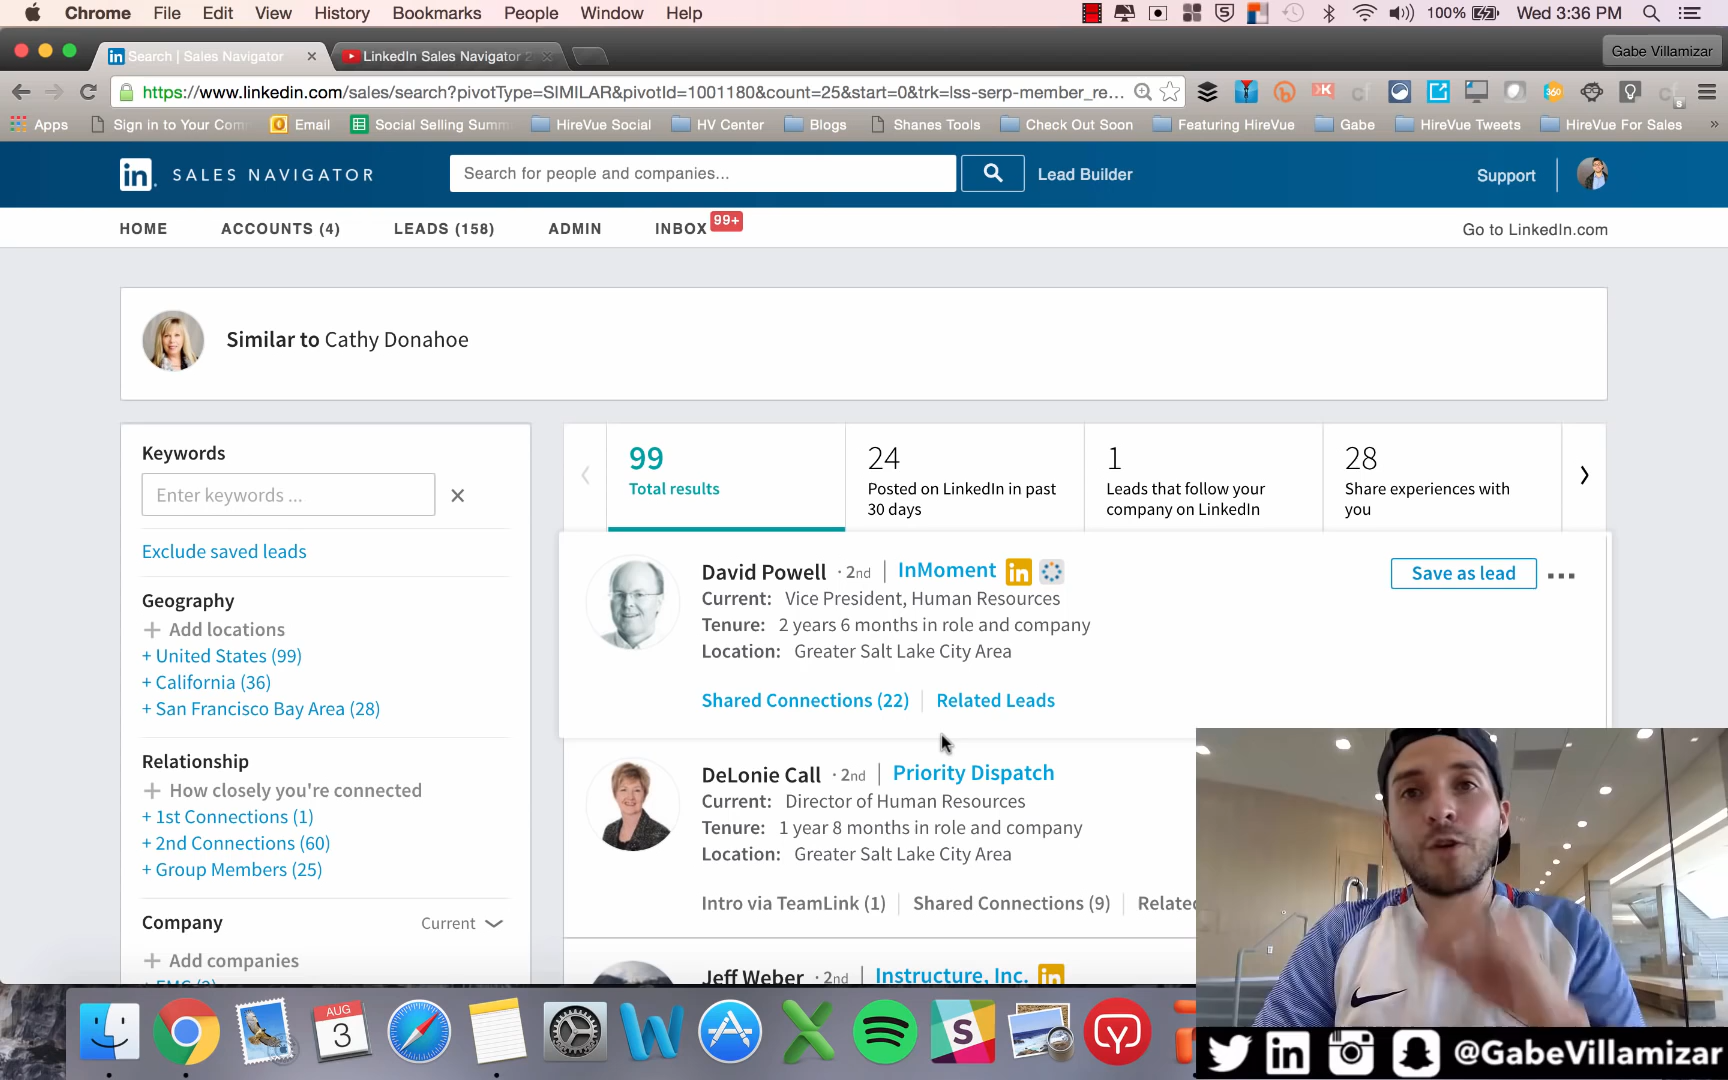 Chrome File Edit View History Bookmarks People Window Help 100% Wed 3:36 PM
Search | Sales Navigator LinkedIn Sales Navigator Gabe Villamizar
https://www.linkedin.com/sales/search?pivotType=SIMILAR&pivotId=1001180&count=25&start=0&trk=lss-serp-member_re...
Apps Sign in to Your Com Email Social Selling Summ HireVue Social HV Center Blogs Shanes Tools Check Out Soon Featuring HireVue Gabe HireVue Tweets HireVue For Sales »
in SALES NAVIGATOR Search for people and companies... Lead Builder Support
HOME ACCOUNTS (4) LEADS (158) ADMIN INBOX 99+ Go to LinkedIn.com
Similar to Cathy Donahoe
Keywords
Enter keywords ...
Exclude saved leads
Geography
+ Add locations
+ United States (99)
+ California (36)
+ San Francisco Bay Area (28)
Relationship
+ How closely you're connected
+ 1st Connections (1)
+ 2nd Connections (60)
+ Group Members (25)
Company Current
+ Add companies
99
Total results
24
Posted on LinkedIn in past
30 days
1
Leads that follow your
company on LinkedIn
28
Share experiences with
you
David Powell · 2nd | InMoment in
Save as lead ...
Current: Vice President, Human Resources
Tenure: 2 years 6 months in role and company
Location: Greater Salt Lake City Area
Shared Connections (22) | Related Leads
DeLonie Call · 2nd | Priority Dispatch
Current: Director of Human Resources
Tenure: 1 year 8 months in role and company
Location: Greater Salt Lake City Area
Intro via TeamLink (1) | Shared Connections (9) | Relate
Jeff Weber · 2nd | Instructure, Inc. in
AUG
3
in @GabeVillamizar